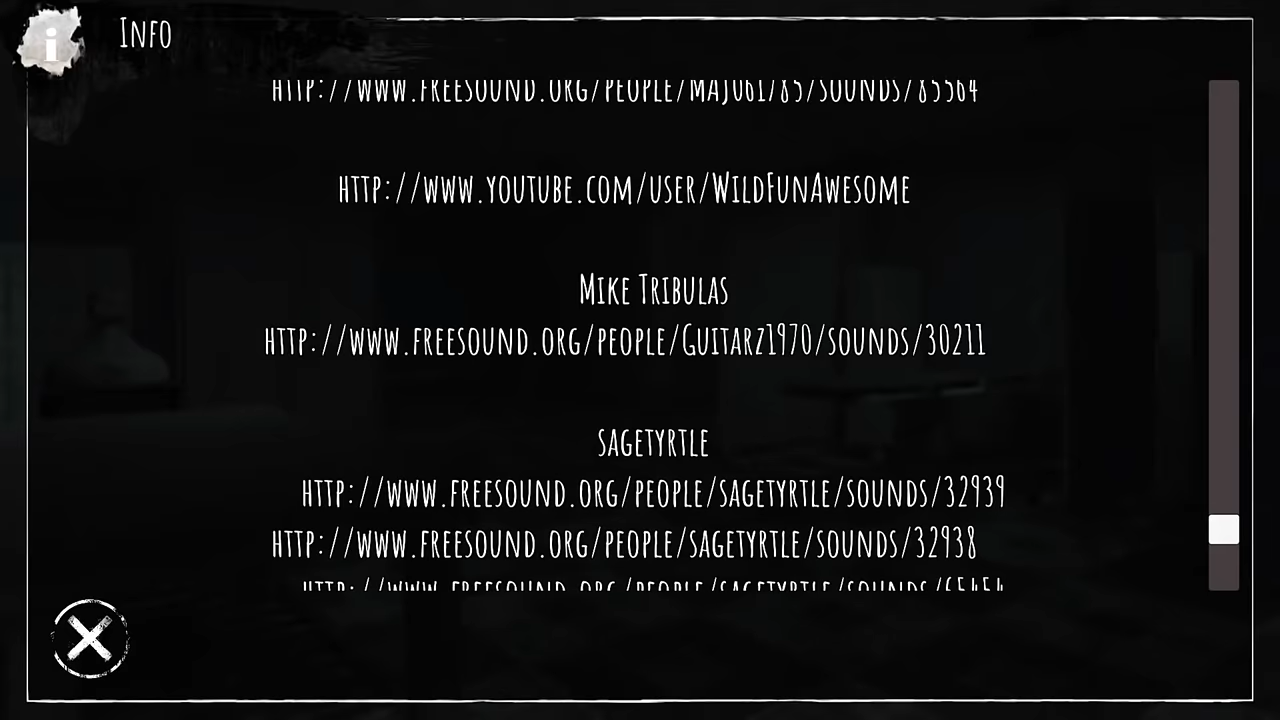 Info
http://www.youtube.com/user/WildFunAwesome
Mike Tribulas
http://www.freesound.org/people/Guitarz1970/sounds/30211
sagetyrtle
http://www.freesound.org/people/sagetyrtle/sounds/32939
http://www.freesound.org/people/sagetyrtle/sounds/32938